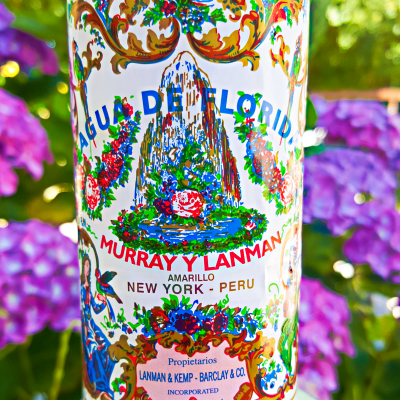 AGUA DE FLORIDA
MURRAY Y LANMAN
AMARILLO
NEW YORK - PERU
Propietarios
LANMAN & KEMP - BARCLAY & CO.
INCORPORATED